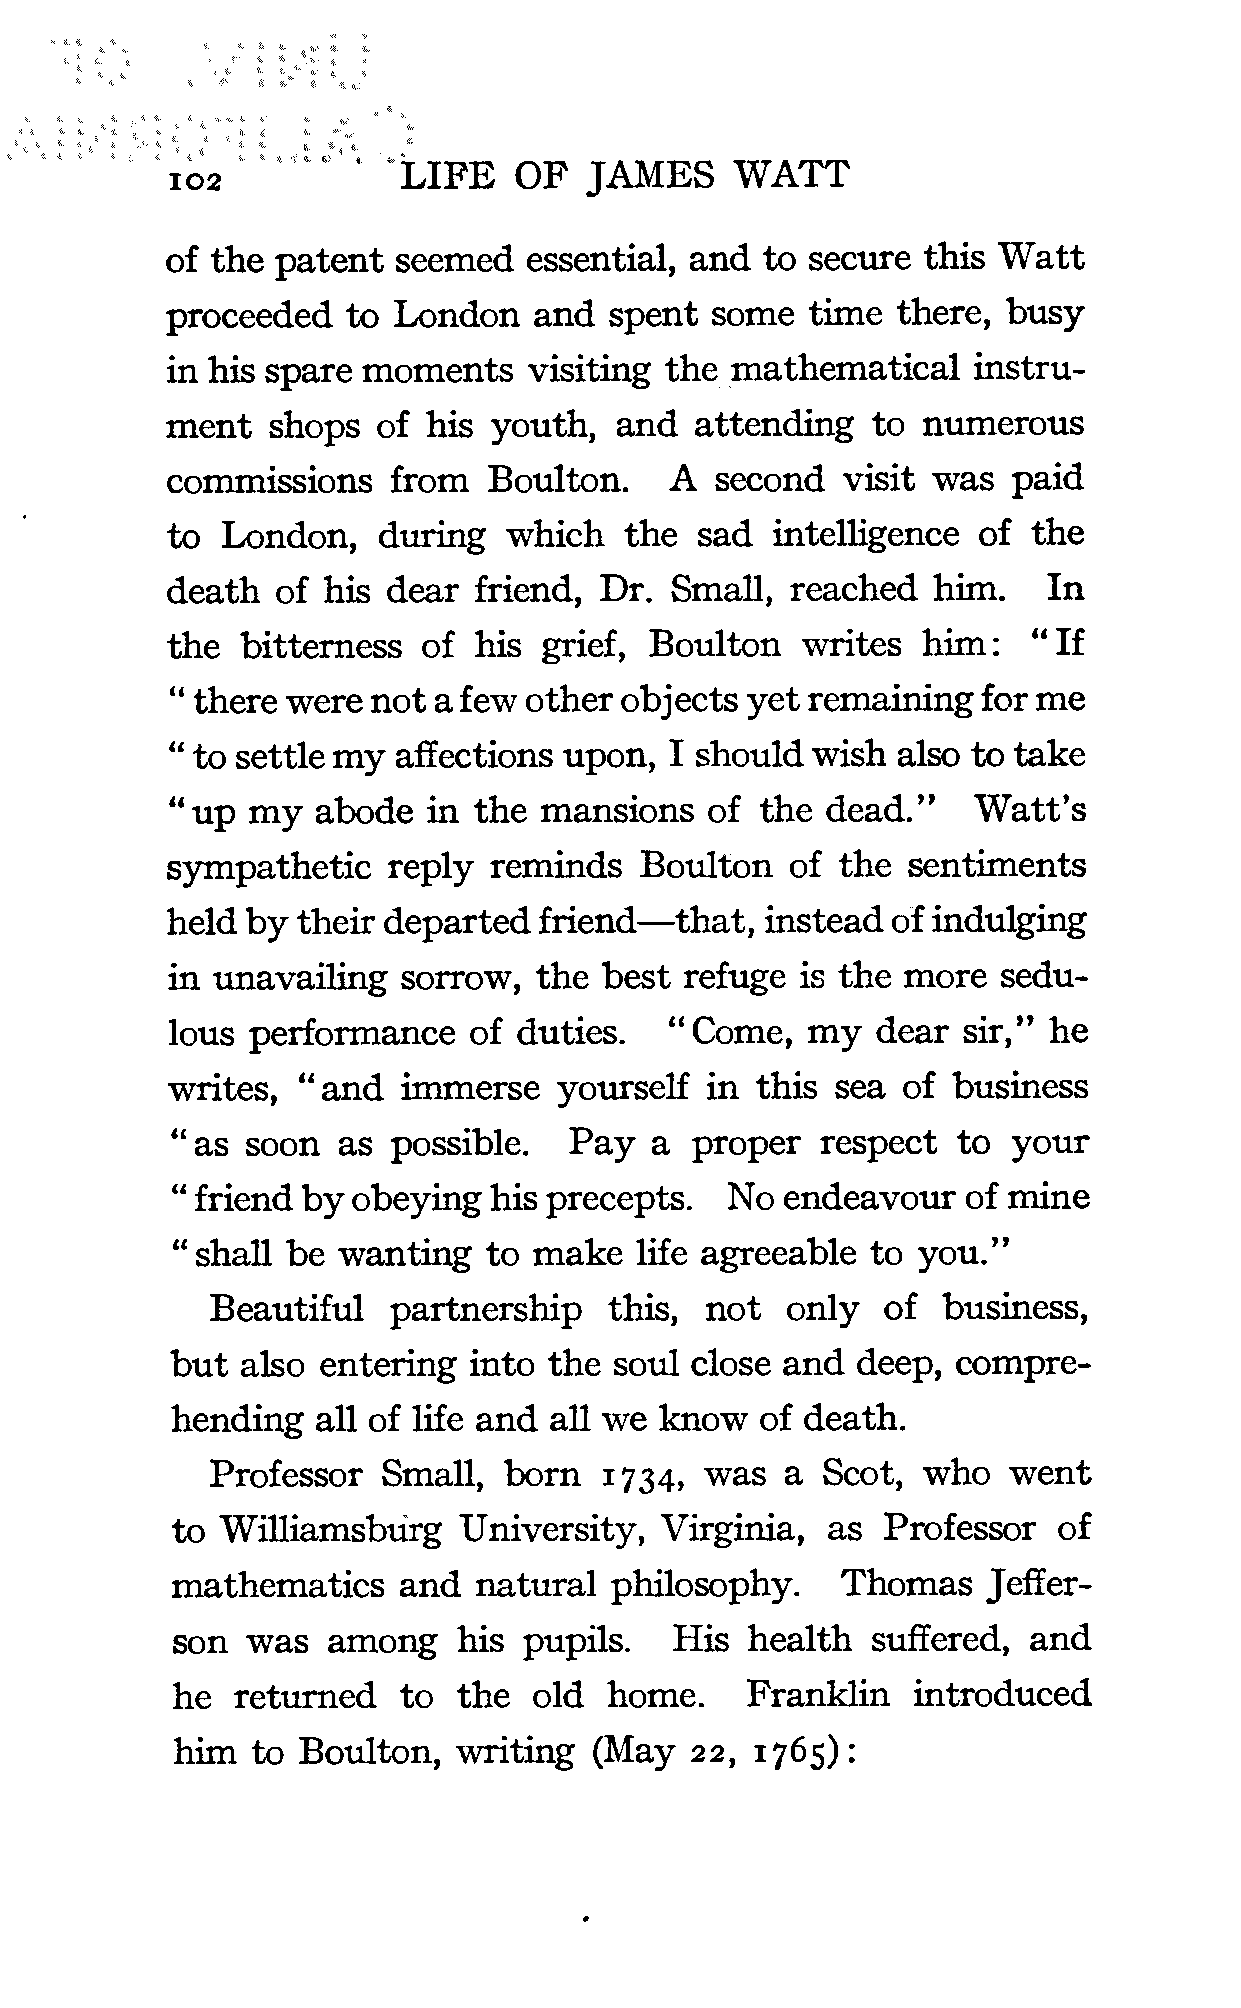 UNIV. OF
CALIFORNIA
102 LIFE OF JAMES WATT
of the patent seemed essential, and to secure this Watt
proceeded to London and spent some time there, busy
in his spare moments visiting the mathematical instru-
ment shops of his youth, and attending to numerous
commissions from Boulton. A second visit was paid
to London, during which the sad intelligence of the
death of his dear friend, Dr. Small, reached him. In
the bitterness of his grief, Boulton writes him: “If
“there were not a few other objects yet remaining for me
“to settle my affections upon, I should wish also to take
“up my abode in the mansions of the dead.” Watt's
sympathetic reply reminds Boulton of the sentiments
held by their departed friend—that, instead of indulging
in unavailing sorrow, the best refuge is the more sedu-
lous performance of duties. “Come, my dear sir,” he
writes, “and immerse yourself in this sea of business
“as soon as possible. Pay a proper respect to your
“friend by obeying his precepts. No endeavour of mine
“shall be wanting to make life agreeable to you.”
Beautiful partnership this, not only of business,
but also entering into the soul close and deep, compre-
hending all of life and all we know of death.
Professor Small, born 1734, was a Scot, who went
to Williamsburg University, Virginia, as Professor of
mathematics and natural philosophy. Thomas Jeffer-
son was among his pupils. His health suffered, and
he returned to the old home. Franklin introduced
him to Boulton, writing (May 22, 1765):